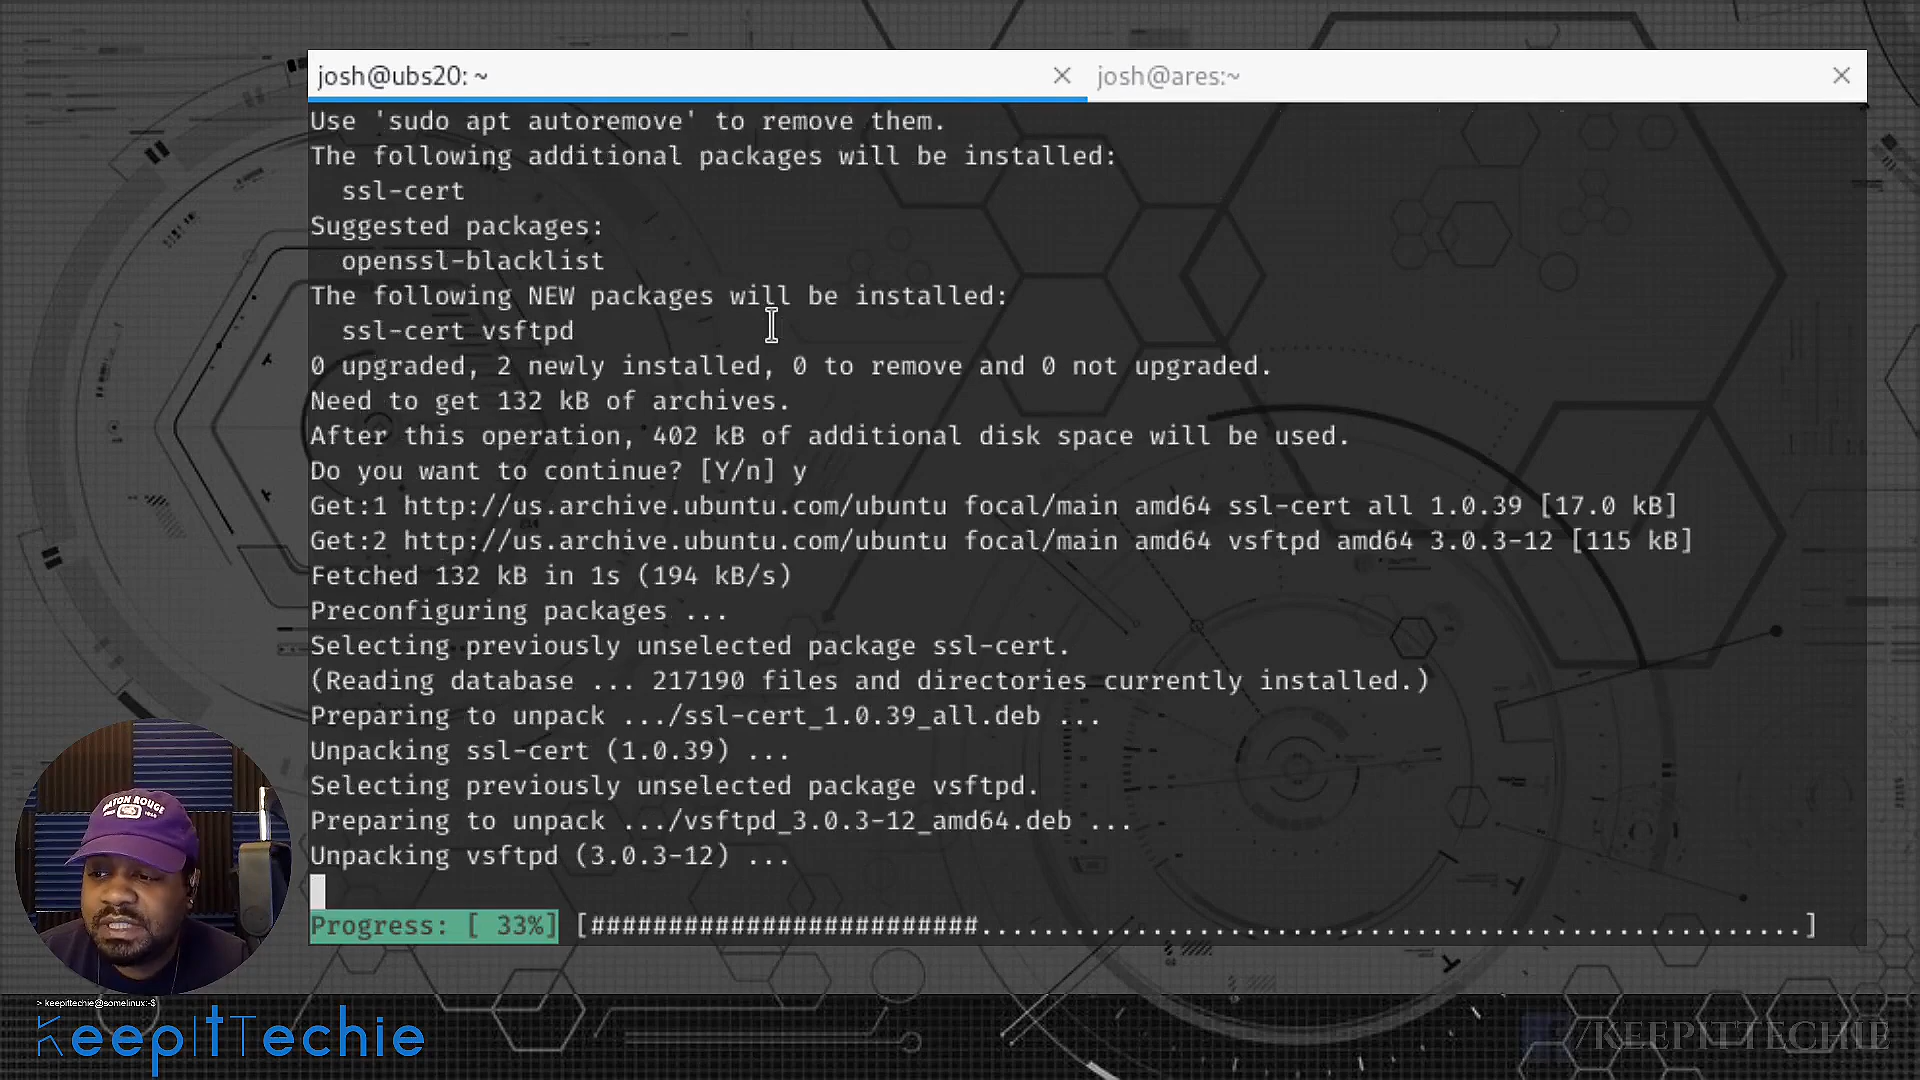 josh@ubs20: ~
josh@ares:~
Use 'sudo apt autoremove' to remove them.
The following additional packages will be installed:
ssl-cert
Suggested packages:
openssl-blacklist
The following NEW packages will be installed:
ssl-cert vsftpd
0 upgraded, 2 newly installed, 0 to remove and 0 not upgraded.
Need to get 132 kB of archives.
After this operation, 402 kB of additional disk space will be used.
Do you want to continue? [Y/n] y
Get:1 http://us.archive.ubuntu.com/ubuntu focal/main amd64 ssl-cert all 1.0.39 [17.0 kB]
Get:2 http://us.archive.ubuntu.com/ubuntu focal/main amd64 vsftpd amd64 3.0.3-12 [115 kB]
Fetched 132 kB in 1s (194 kB/s)
Preconfiguring packages ...
Selecting previously unselected package ssl-cert.
(Reading database ... 217190 files and directories currently installed.)
Preparing to unpack .../ssl-cert_1.0.39_all.deb ...
Unpacking ssl-cert (1.0.39) ...
Selecting previously unselected package vsftpd.
Preparing to unpack .../vsftpd_3.0.3-12_amd64.deb ...
Unpacking vsftpd (3.0.3-12) ...
Progress: [ 33%] [#########################.....................................................]
BATON ROUGE
> keepittechie@somelinux:~$
KeepItTechie
/KEEPITTECHIE